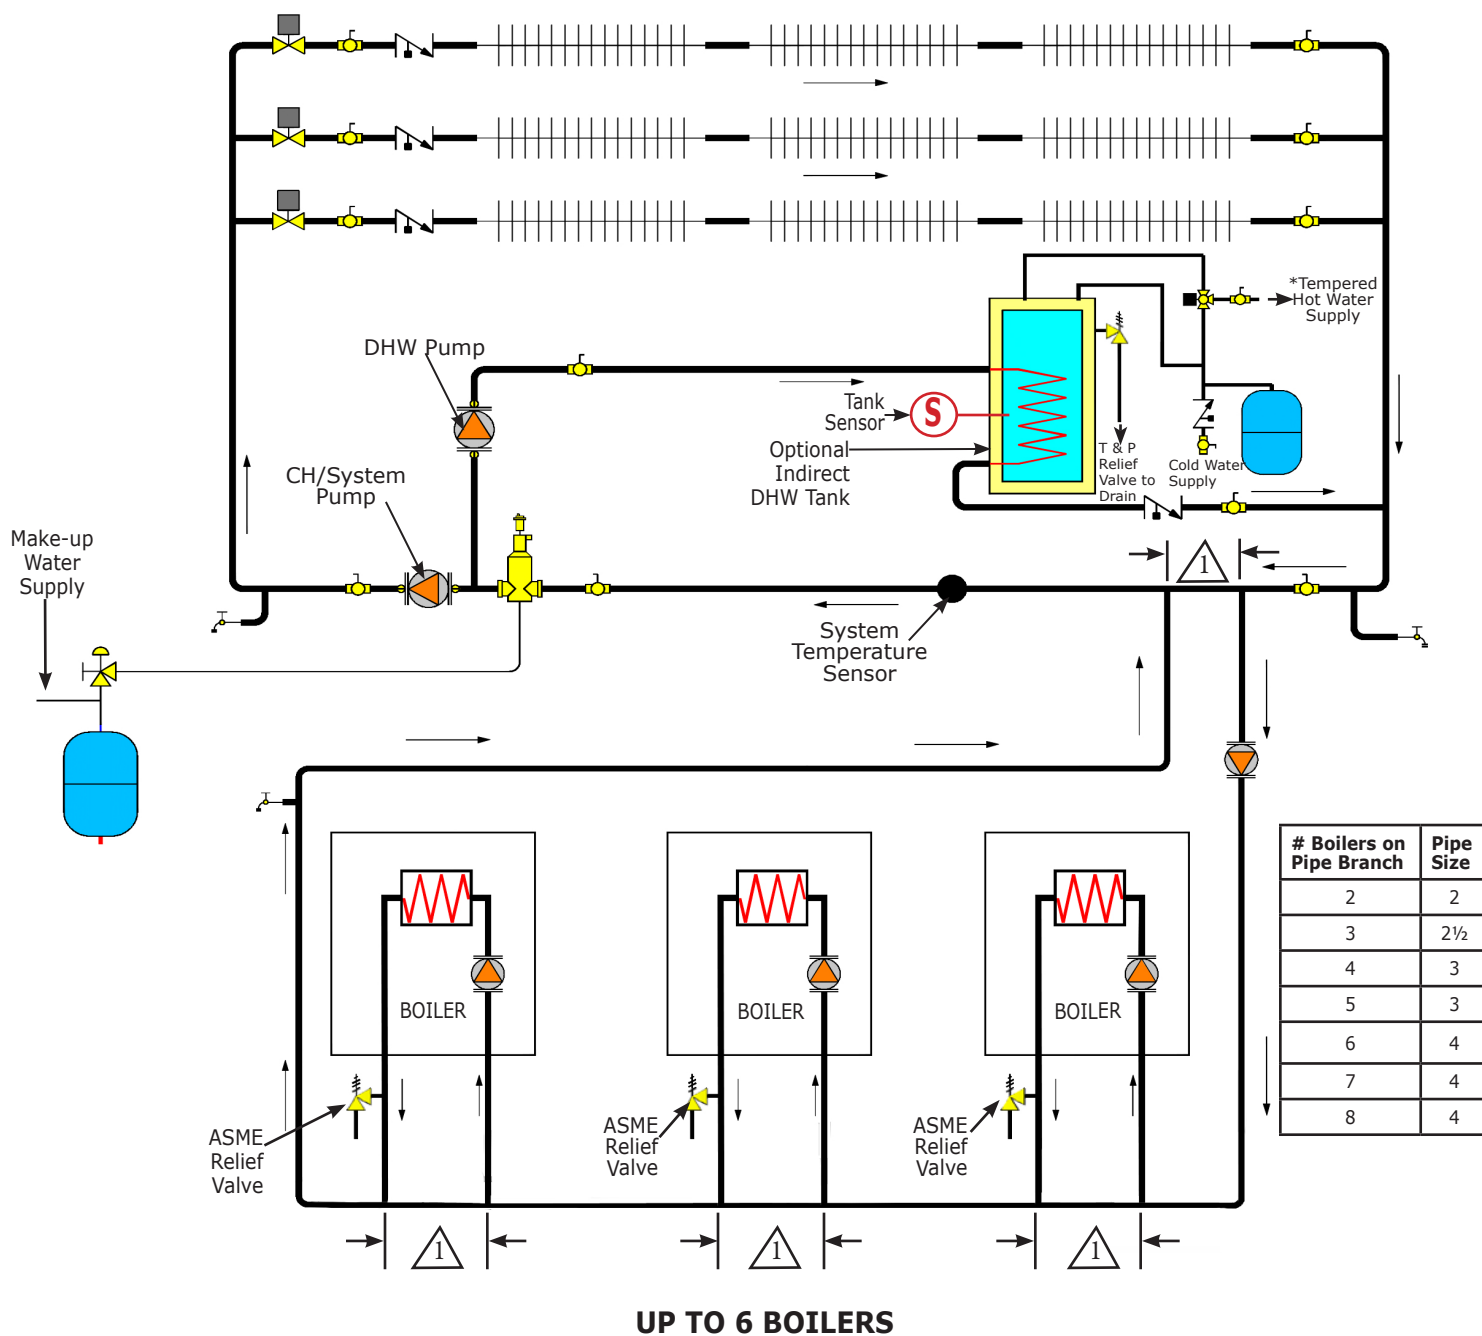 *Tempered
Hot Water
Supply
DHW Pump
Tank
Sensor
S
Optional
Indirect
DHW Tank
T & P
Relief
Valve to
Drain
Cold Water
Supply
CH/System
Pump
Make-up
Water
Supply
1
System
Temperature
Sensor
# Boilers on
Pipe Branch
Pipe
Size
2 2
3 2½
4 3
5 3
6 4
7 4
8 4
BOILER
BOILER
BOILER
ASME
Relief
Valve
ASME
Relief
Valve
ASME
Relief
Valve
1
1
1
UP TO 6 BOILERS